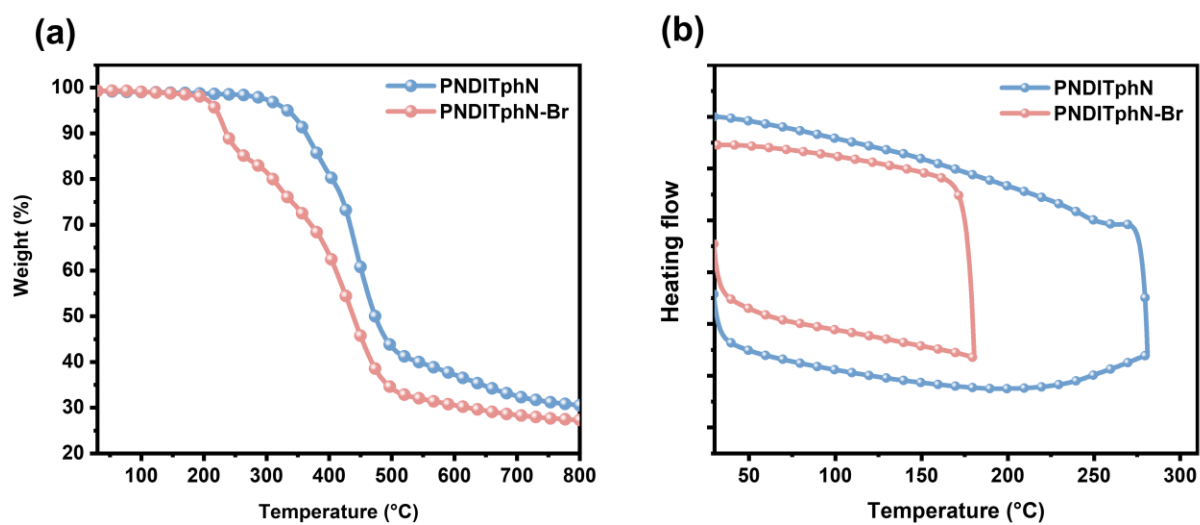 (a)
PNDITphN
PNDITphN-Br
Weight (%)
100
90
80
70
60
50
40
30
20
100 200 300 400 500 600 700 800
Temperature (°C)
(b)
PNDITphN
PNDITphN-Br
Heating flow
50 100 150 200 250 300
Temperature (°C)